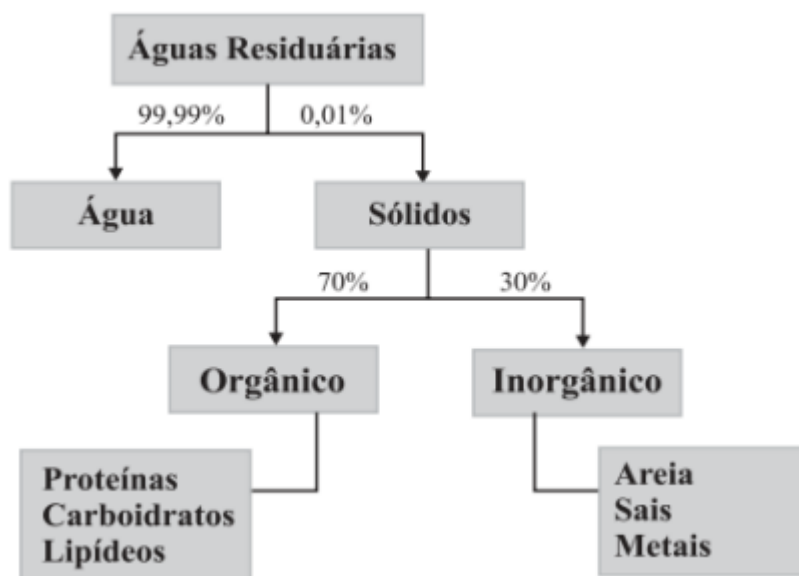 Águas Residuárias
99,99%
0,01%
Água
Sólidos
70%
30%
Orgânico
Inorgânico
Proteínas
Carboidratos
Lipídeos
Areia
Sais
Metais